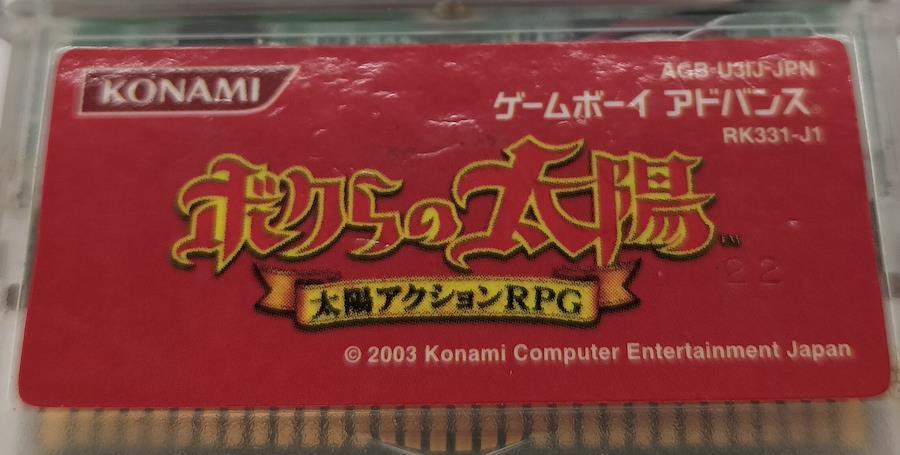 KONAMI
AGB-U3IJ-JPN
ゲームボーイ アドバンス
RK331-J1
ボクらの太陽 TM
22
太陽アクションRPG
© 2003 Konami Computer Entertainment Japan